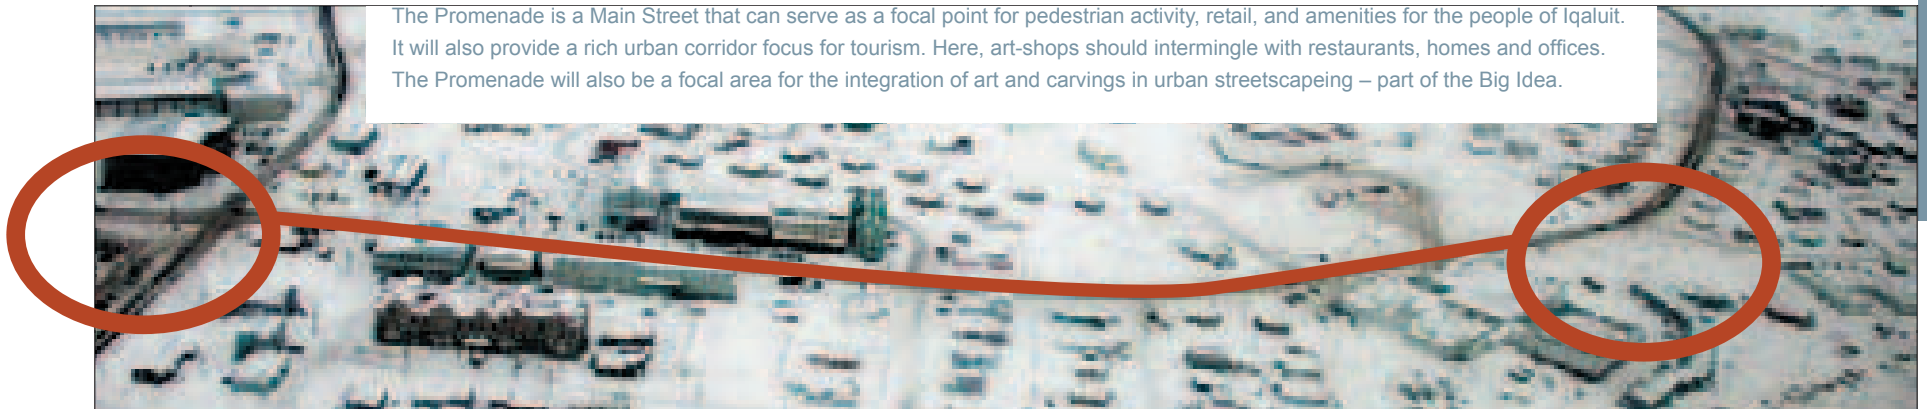 The Promenade is a Main Street that can serve as a focal point for pedestrian activity, retail, and amenities for the people of Iqaluit.
It will also provide a rich urban corridor focus for tourism. Here, art-shops should intermingle with restaurants, homes and offices.
The Promenade will also be a focal area for the integration of art and carvings in urban streetscapeing – part of the Big Idea.